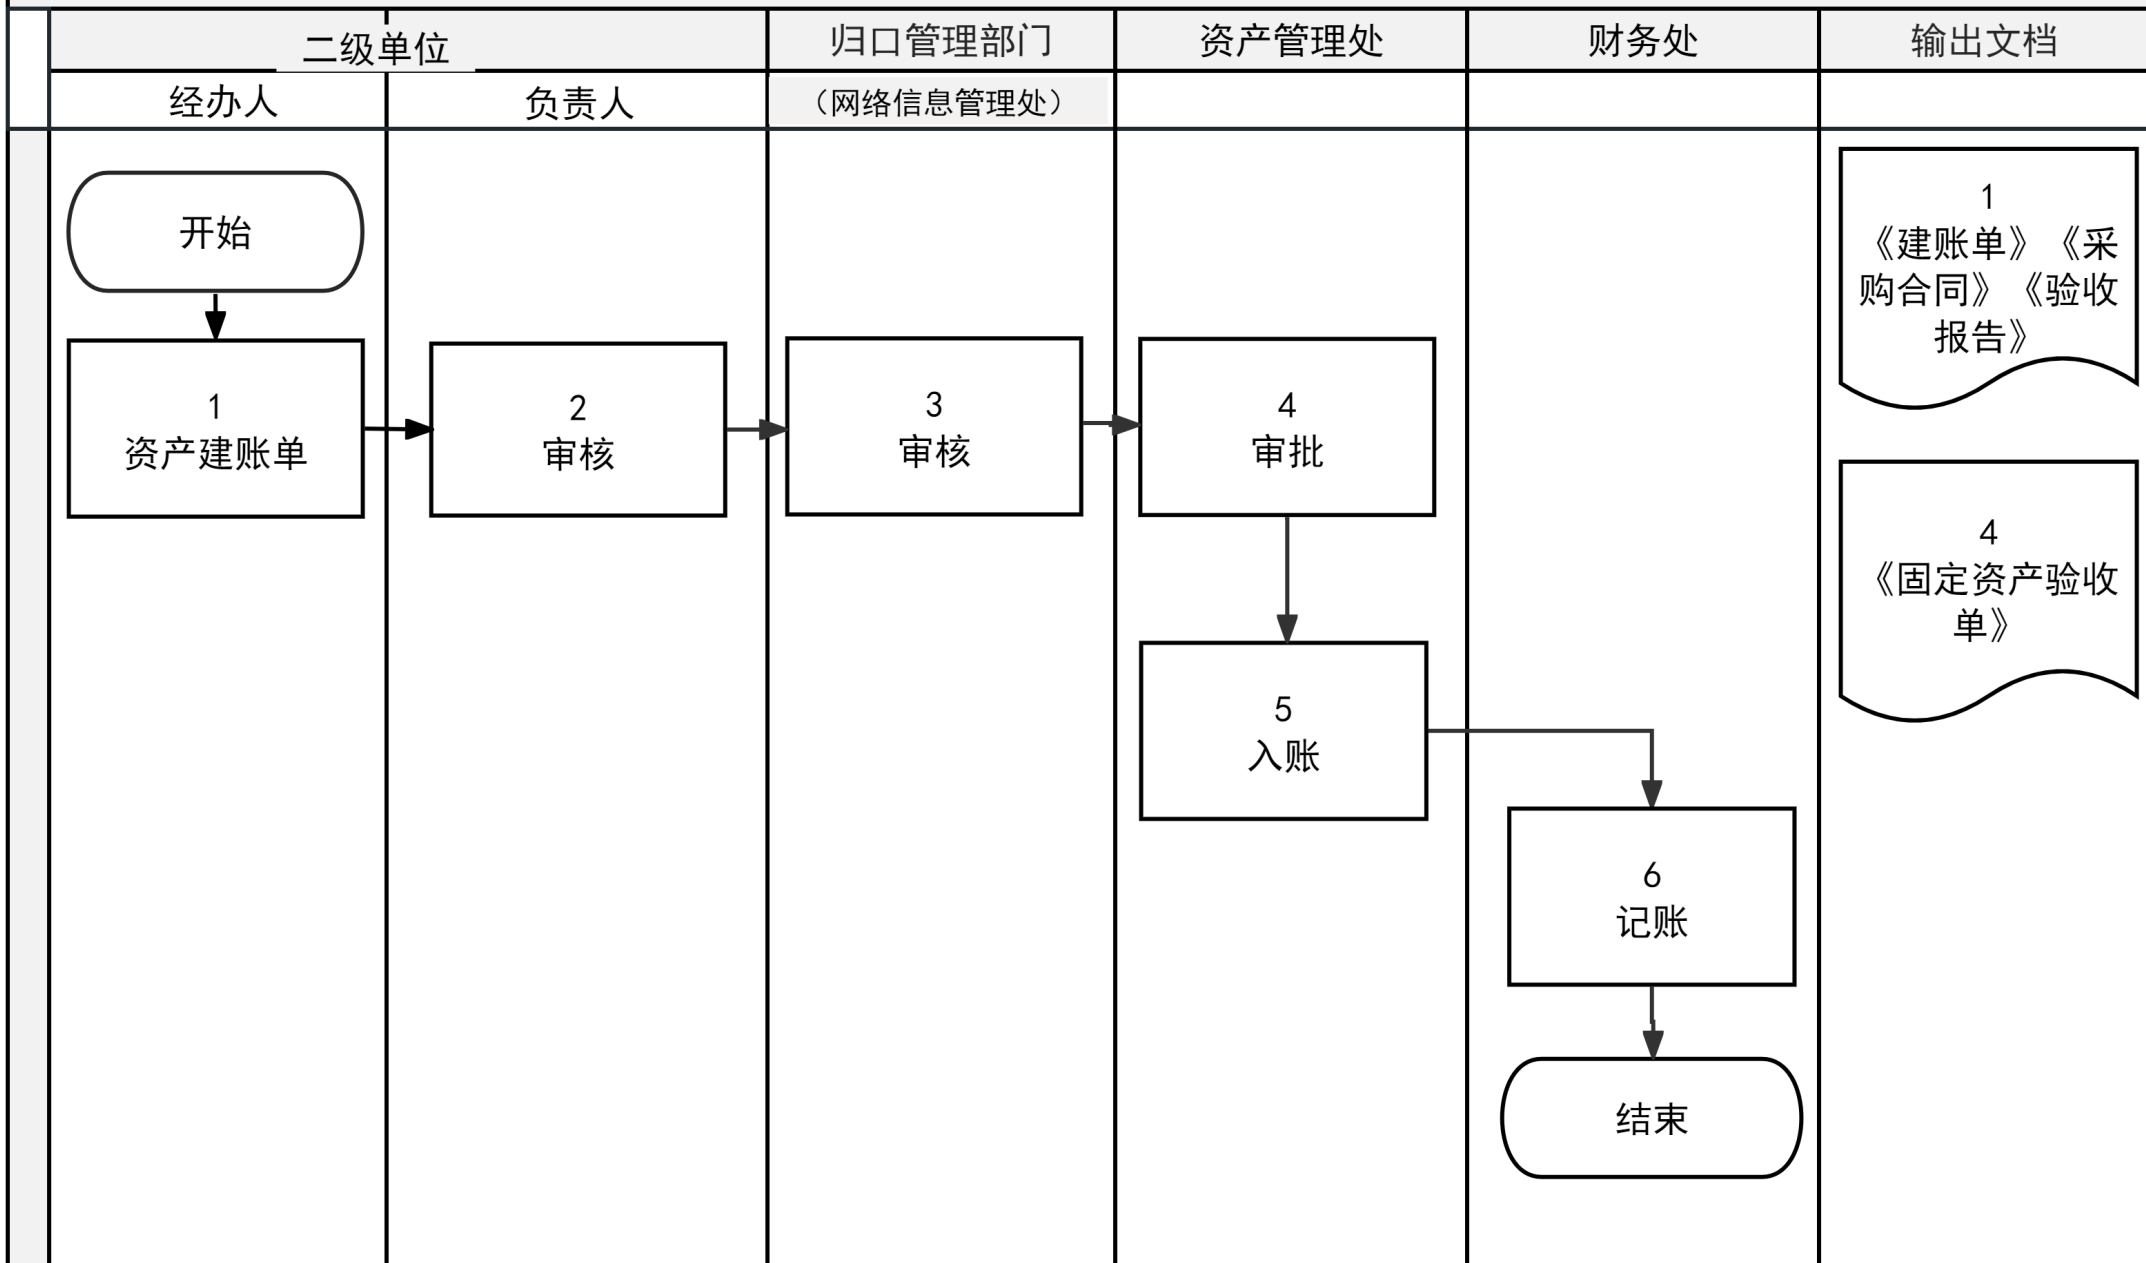 二级单位
归口管理部门
资产管理处
财务处
输出文档
经办人
负责人
（网络信息管理处）
开始
1
资产建账单
2
审核
3
审核
4
审批
5
入账
6
记账
结束
1
《建账单》《采
购合同》《验收
报告》
4
《固定资产验收
单》